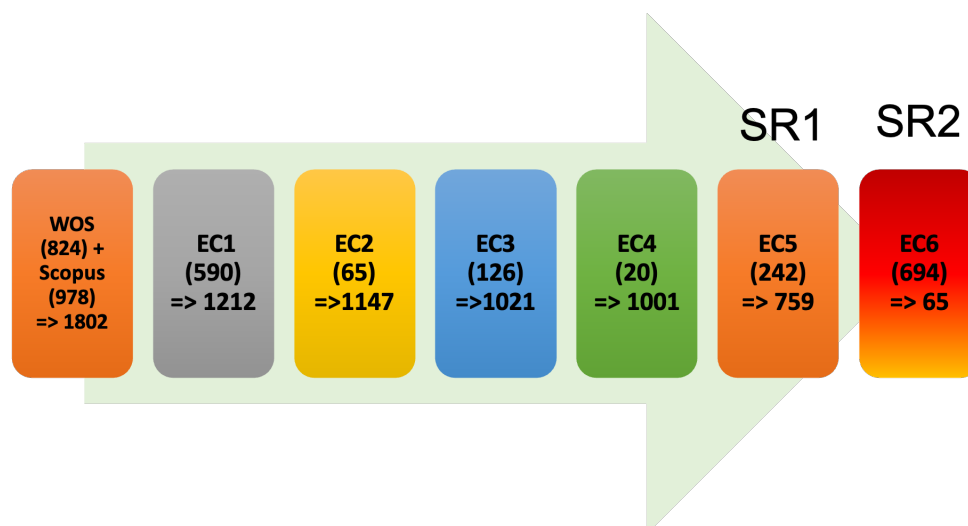 SR1
SR2
WOS
(824) +
Scopus
(978)
=> 1802
EC1
(590)
=> 1212
EC2
(65)
=>1147
EC3
(126)
=>1021
EC4
(20)
=> 1001
EC5
(242)
=> 759
EC6
(694)
=> 65